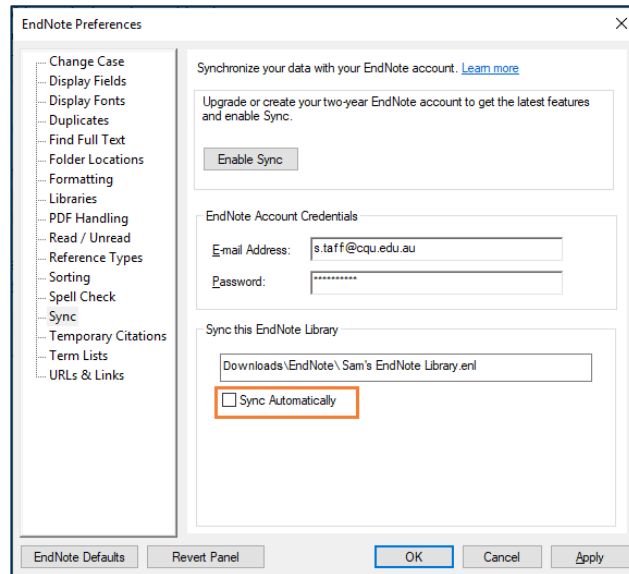 EndNote Preferences
Change Case
Display Fields
Display Fonts
Duplicates
Find Full Text
Folder Locations
Formatting
Libraries
PDF Handling
Read / Unread
Reference Types
Sorting
Spell Check
Sync
Temporary Citations
Term Lists
URLs & Links
Synchronize your data with your EndNote account. Learn more
Upgrade or create your two-year EndNote account to get the latest features
and enable Sync.
Enable Sync
EndNote Account Credentials
E-mail Address: s.taff@cqu.edu.au
Password: **********
Sync this EndNote Library
Downloads\EndNote\ Sam's EndNote Library.enl
Sync Automatically
EndNote Defaults Revert Panel OK Cancel Apply